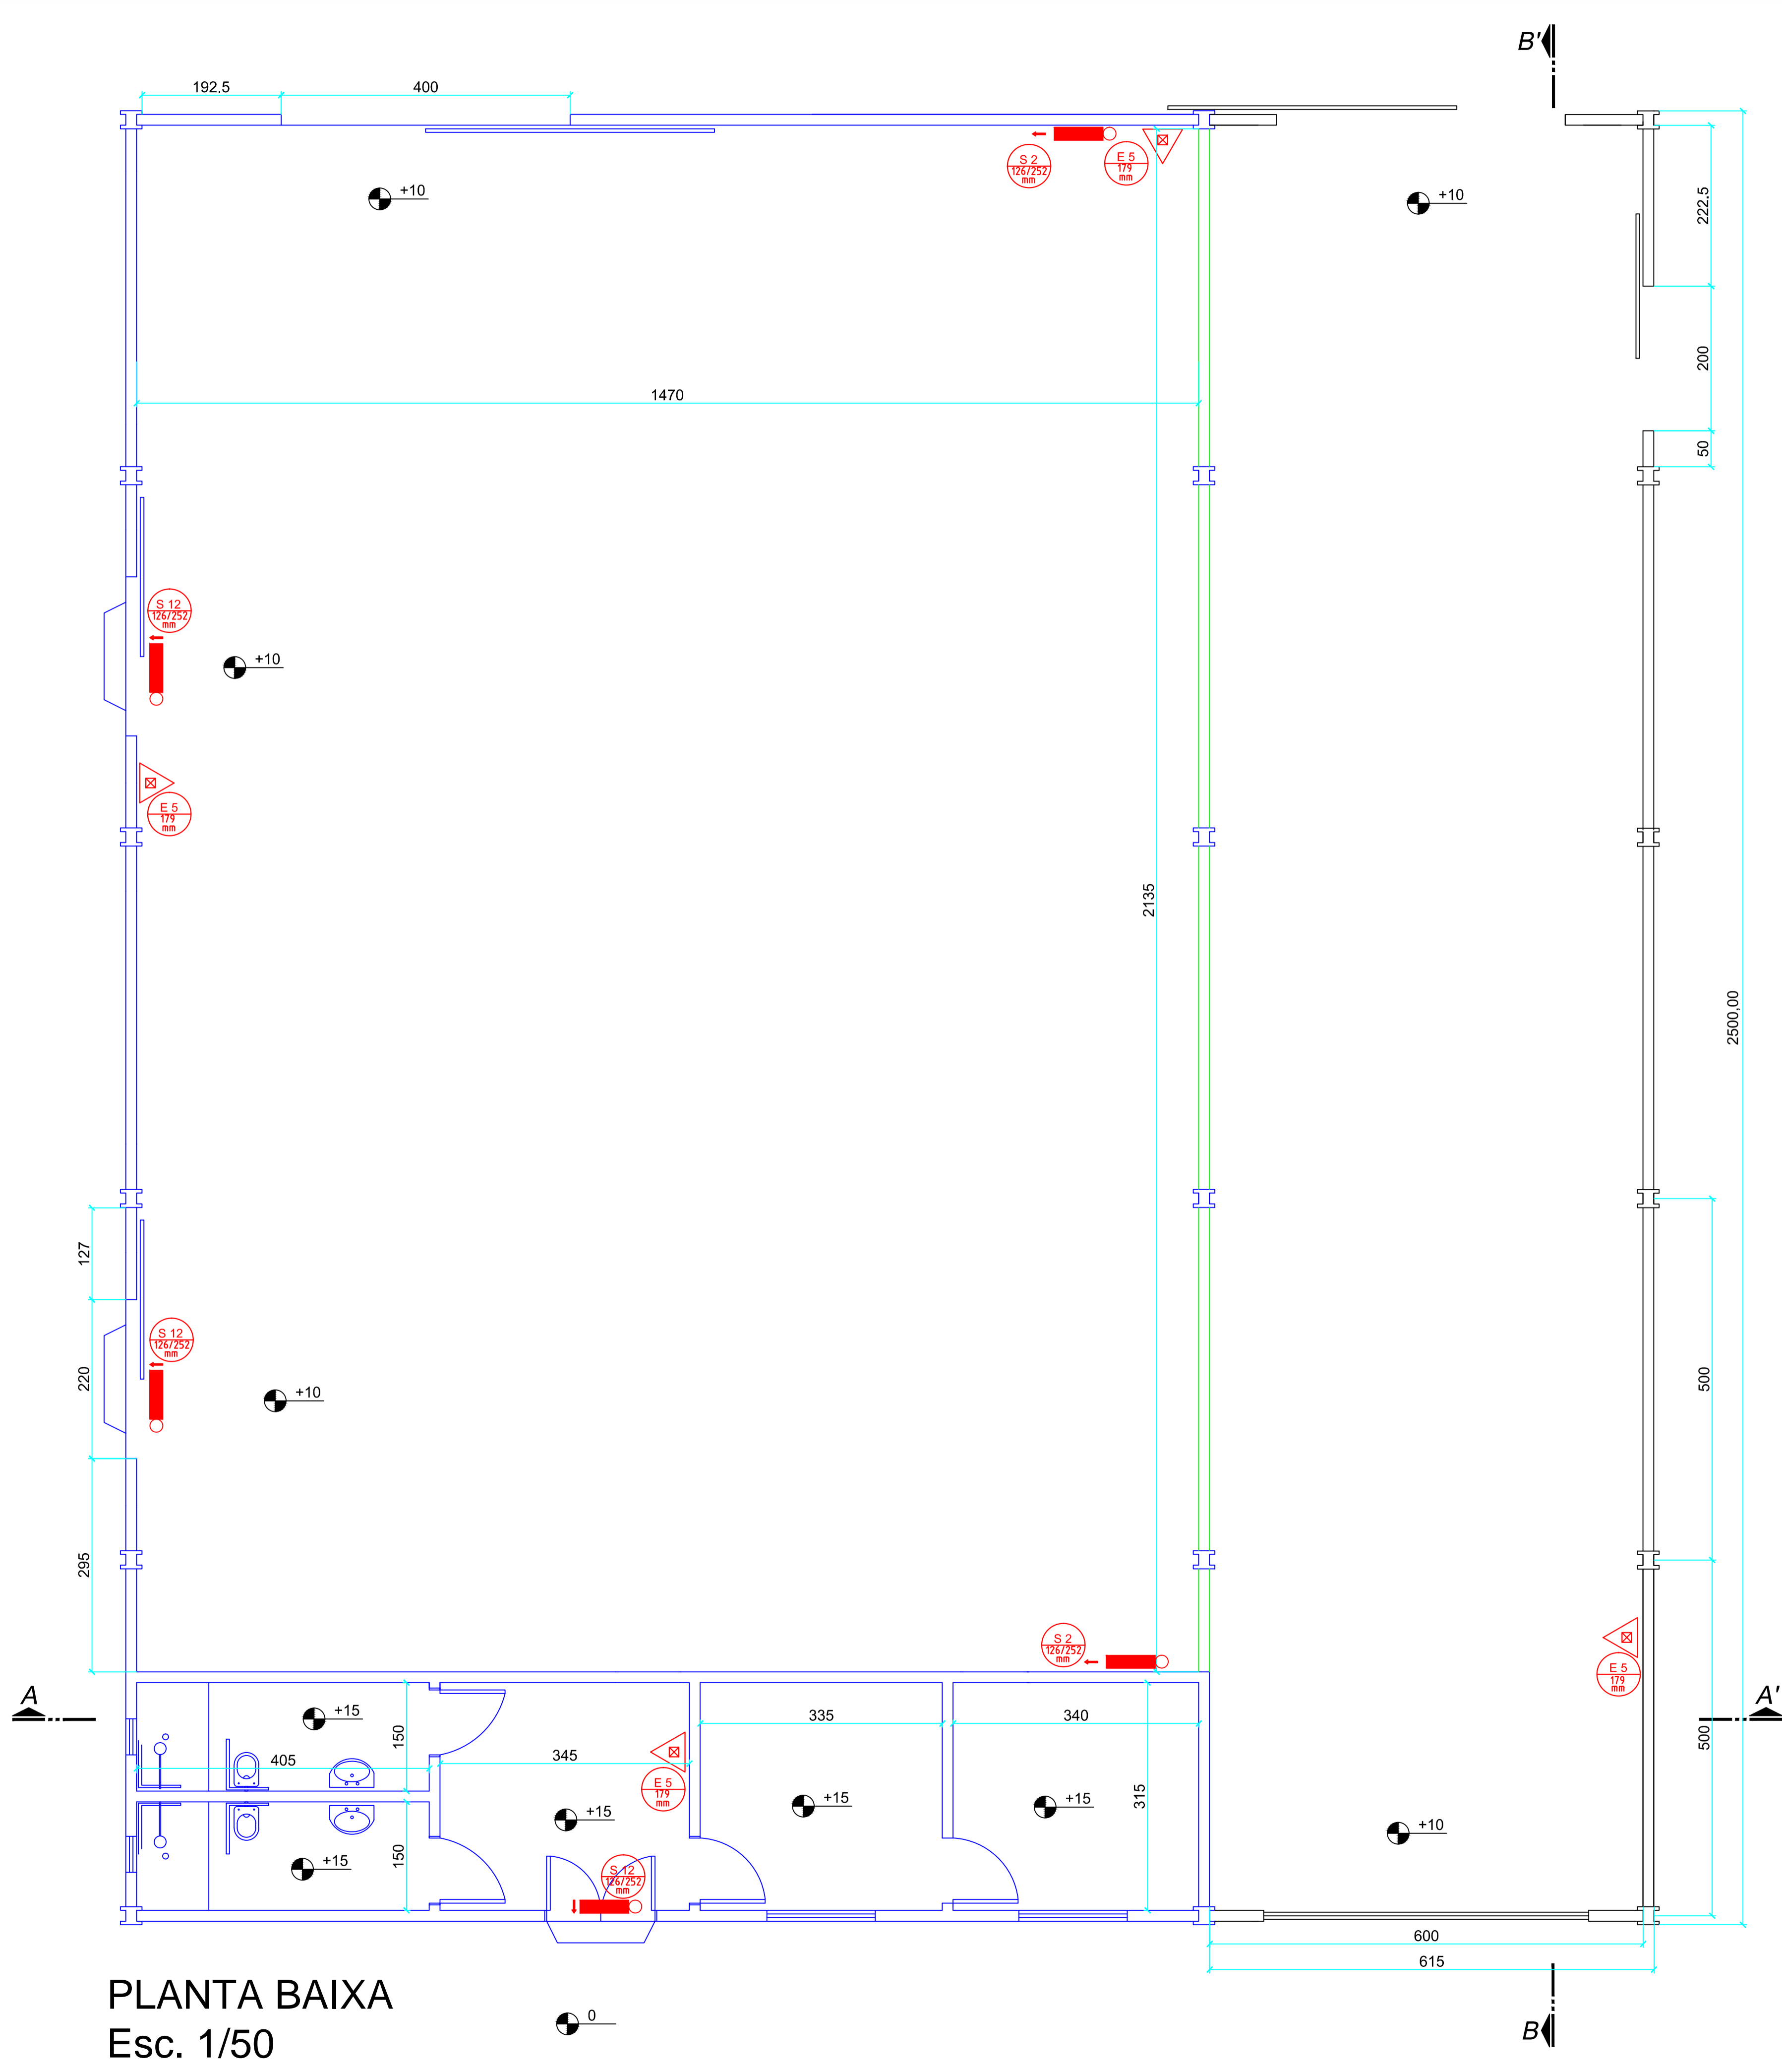 B'
192.5
400
S 2
126/252
mm
E 5
179
mm
+10
+10
222.5
200
1470
50
S 12
126/252
mm
+10
E 5
179
mm
2135
2500,00
127
S 12
126/252
mm
220
+10
500
295
S 2
126/252
mm
E 5
179
mm
A
A'
+15
150
405
345
335
340
500
E 5
179
mm
315
+15
+15
+15
+10
150
+15
S 12
126/252
mm
600
615
PLANTA BAIXA
Esc. 1/50
0
B